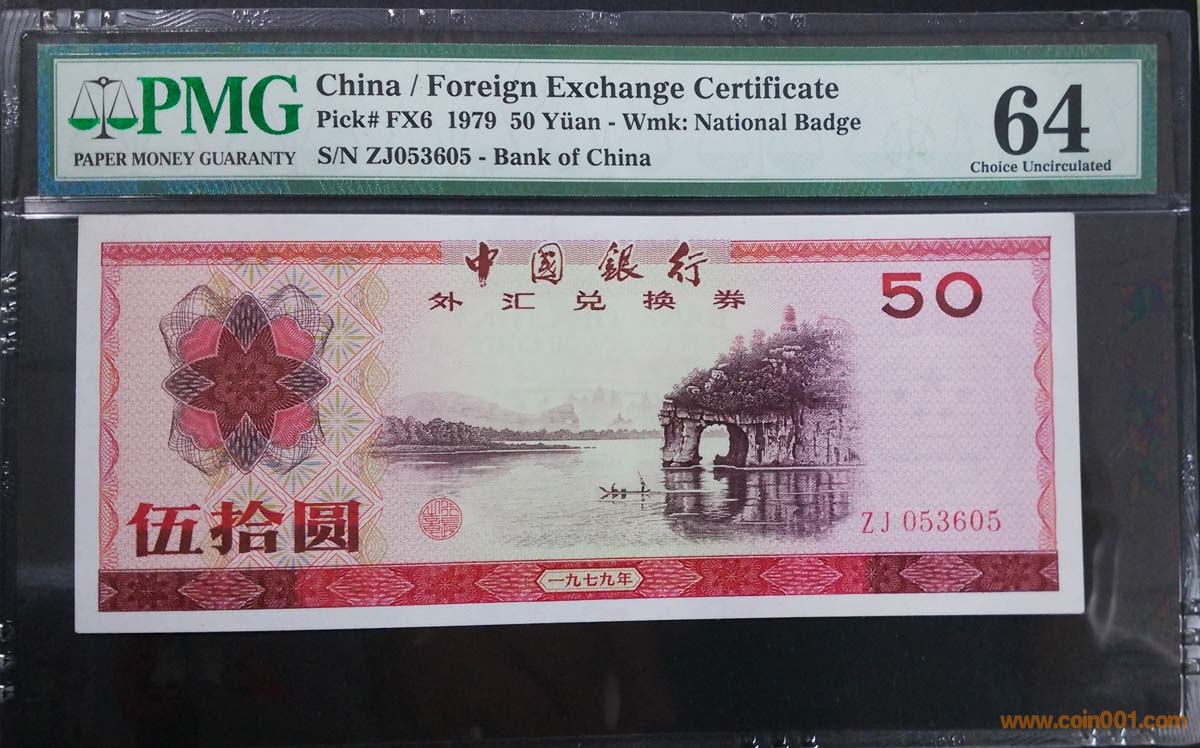 PMG
PAPER MONEY GUARANTY
China / Foreign Exchange Certificate
Pick# FX6 1979 50 Yüan - Wmk: National Badge
S/N ZJ053605 - Bank of China
64
Choice Uncirculated
中国銀行
外汇兑换券
50
伍拾圆
ZJ 053605
一九七九年
www.coin001.com